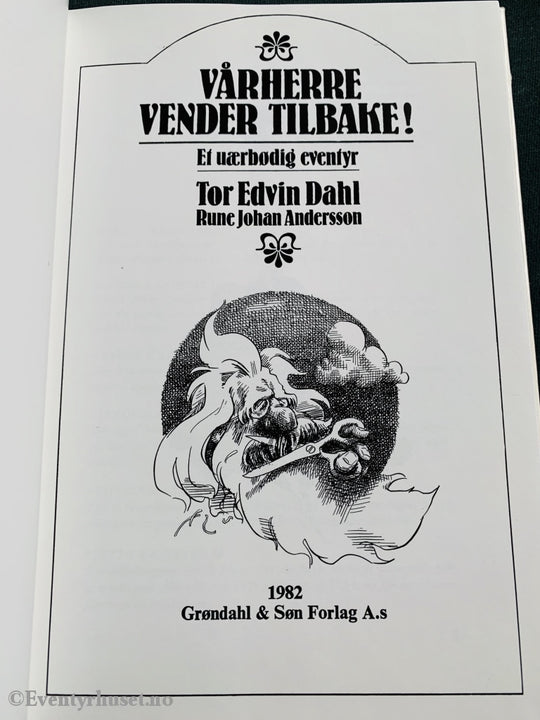 VÅRHERRE
VENDER TILBAKE!
Et uærbødig eventyr
Tor Edvin Dahl
Rune Johan Andersson
1982
Grøndahl & Søn Forlag A.s
©Eventyrhuset.no